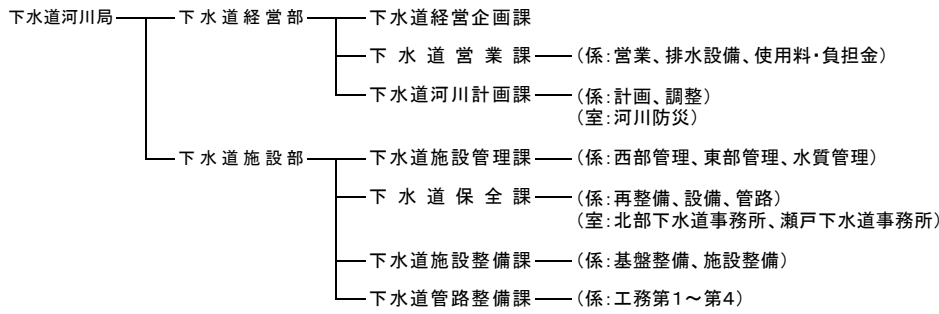 下水道河川局 下水道経営部 下水道経営企画課
下水道営業課 (係:営業、排水設備、使用料・負担金)
下水道河川計画課 (係:計画、調整)
(室:河川防災)
下水道施設部 下水道施設管理課 (係:西部管理、東部管理、水質管理)
下水道保全課 (係:再整備、設備、管路)
(室:北部下水道事務所、瀬戸下水道事務所)
下水道施設整備課 (係:基盤整備、施設整備)
下水道管路整備課 (係:工務第1~第4)